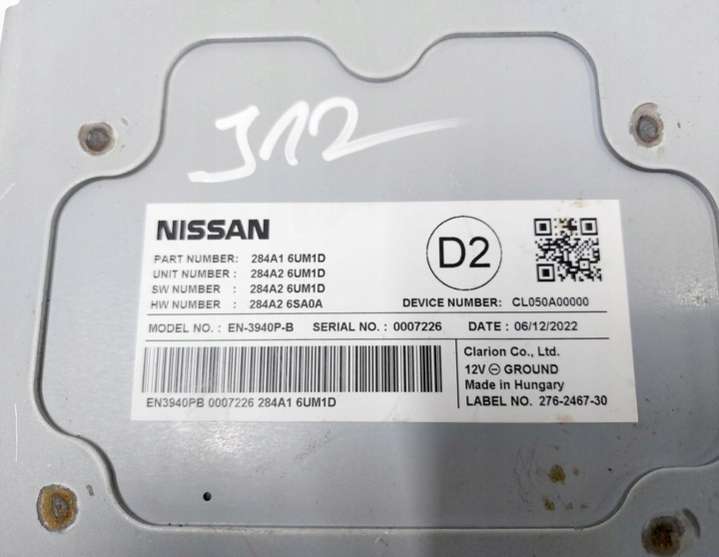 J12
NISSAN
D2
PART NUMBER: 284A1 6UM1D
UNIT NUMBER : 284A2 6UM1D
SW NUMBER : 284A2 6UM1D
HW NUMBER : 284A2 6SA0A
DEVICE NUMBER: CL050A00000
MODEL NO. : EN-3940P-B SERIAL NO. : 0007226 DATE : 06/12/2022
EN3940PB 0007226 284A1 6UM1D
Clarion Co., Ltd.
12V ⊖ GROUND
Made in Hungary
LABEL NO. 276-2467-30